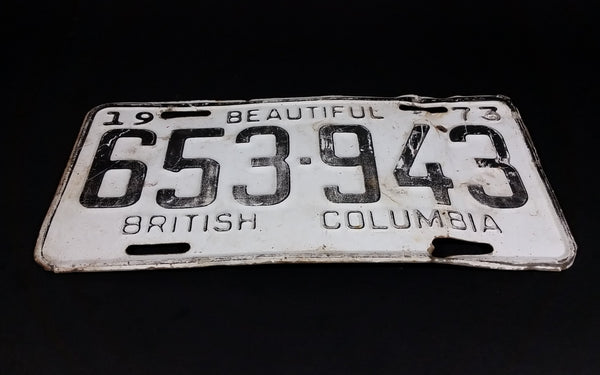 19 BEAUTIFUL 73
653-943
BRITISH COLUMBIA